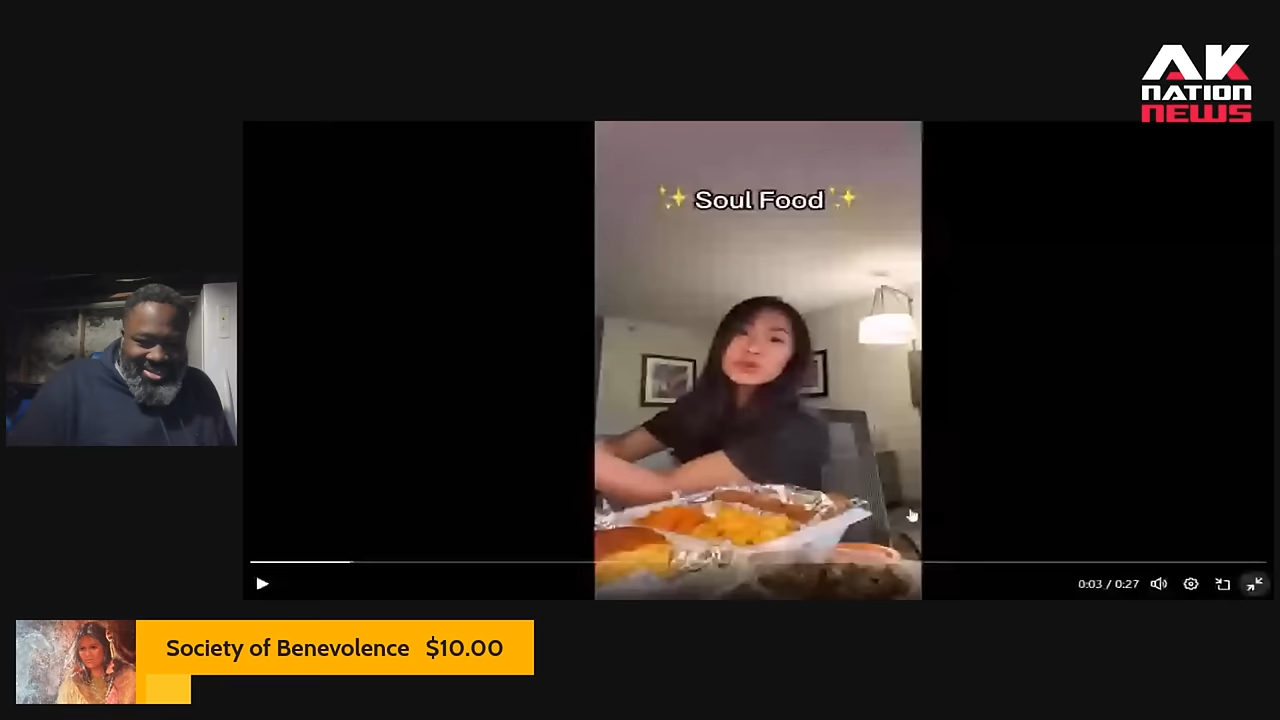 AK
NATION
NEWS
✨ Soul Food ✨
0:03 / 0:27
Society of Benevolence $10.00